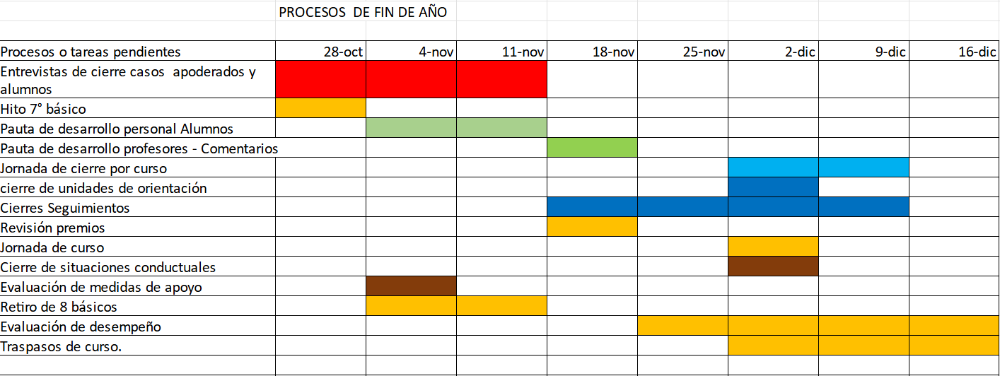 PROCESOS  DE FIN DE AÑO
Procesos o tareas pendientes 28-oct 4-nov 11-nov 18-nov 25-nov 2-dic 9-dic 16-dic
Entrevistas de cierre casos  apoderados y
alumnos
Hito 7° básico
Pauta de desarrollo personal Alumnos
Pauta de desarrollo profesores - Comentarios
Jornada de cierre por curso
cierre de unidades de orientación
Cierres Seguimientos
Revisión premios
Jornada de curso
Cierre de situaciones conductuales
Evaluación de medidas de apoyo
Retiro de 8 básicos
Evaluación de desempeño
Traspasos de curso.